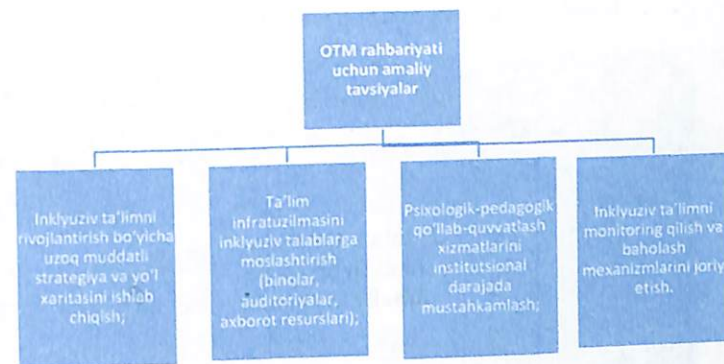 OTM rahbariyati
uchun amaliy
tavsiyalar
Inklyuziv ta'limni
rivojlantirish bo'yicha
uzoq muddatli
strategiya va yo'l
xaritasini ishlab
chiqish;
Ta'lim
infratuzilmasini
inklyuziv talablarga
moslashtirish
(binolar,
auditoriyalar,
axborot resurslari);
Psixologik-pedagogik
qo'llab-quvvatlash
xizmatlarini
institutsional
darajada
mustahkamlash;
Inklyuziv ta'limni
monitoring qilish va
baholash
mexanizmlarini joriy
etish.